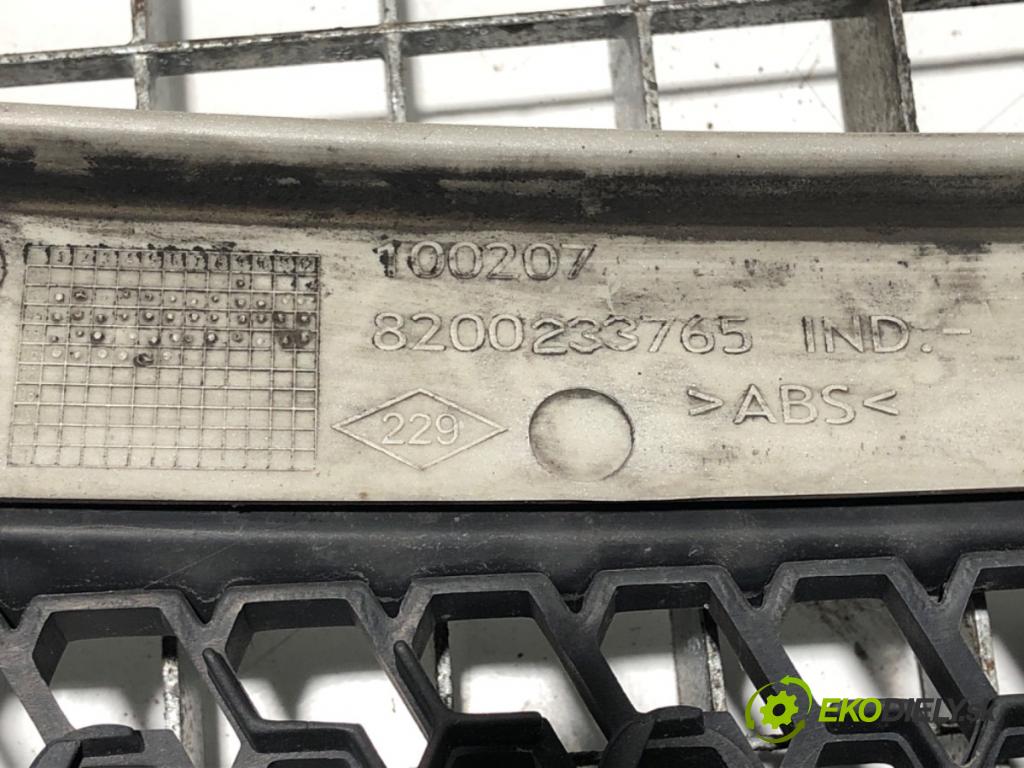 100207
8200233765 IND.-
>ABS<
229
EKODIELY.SK